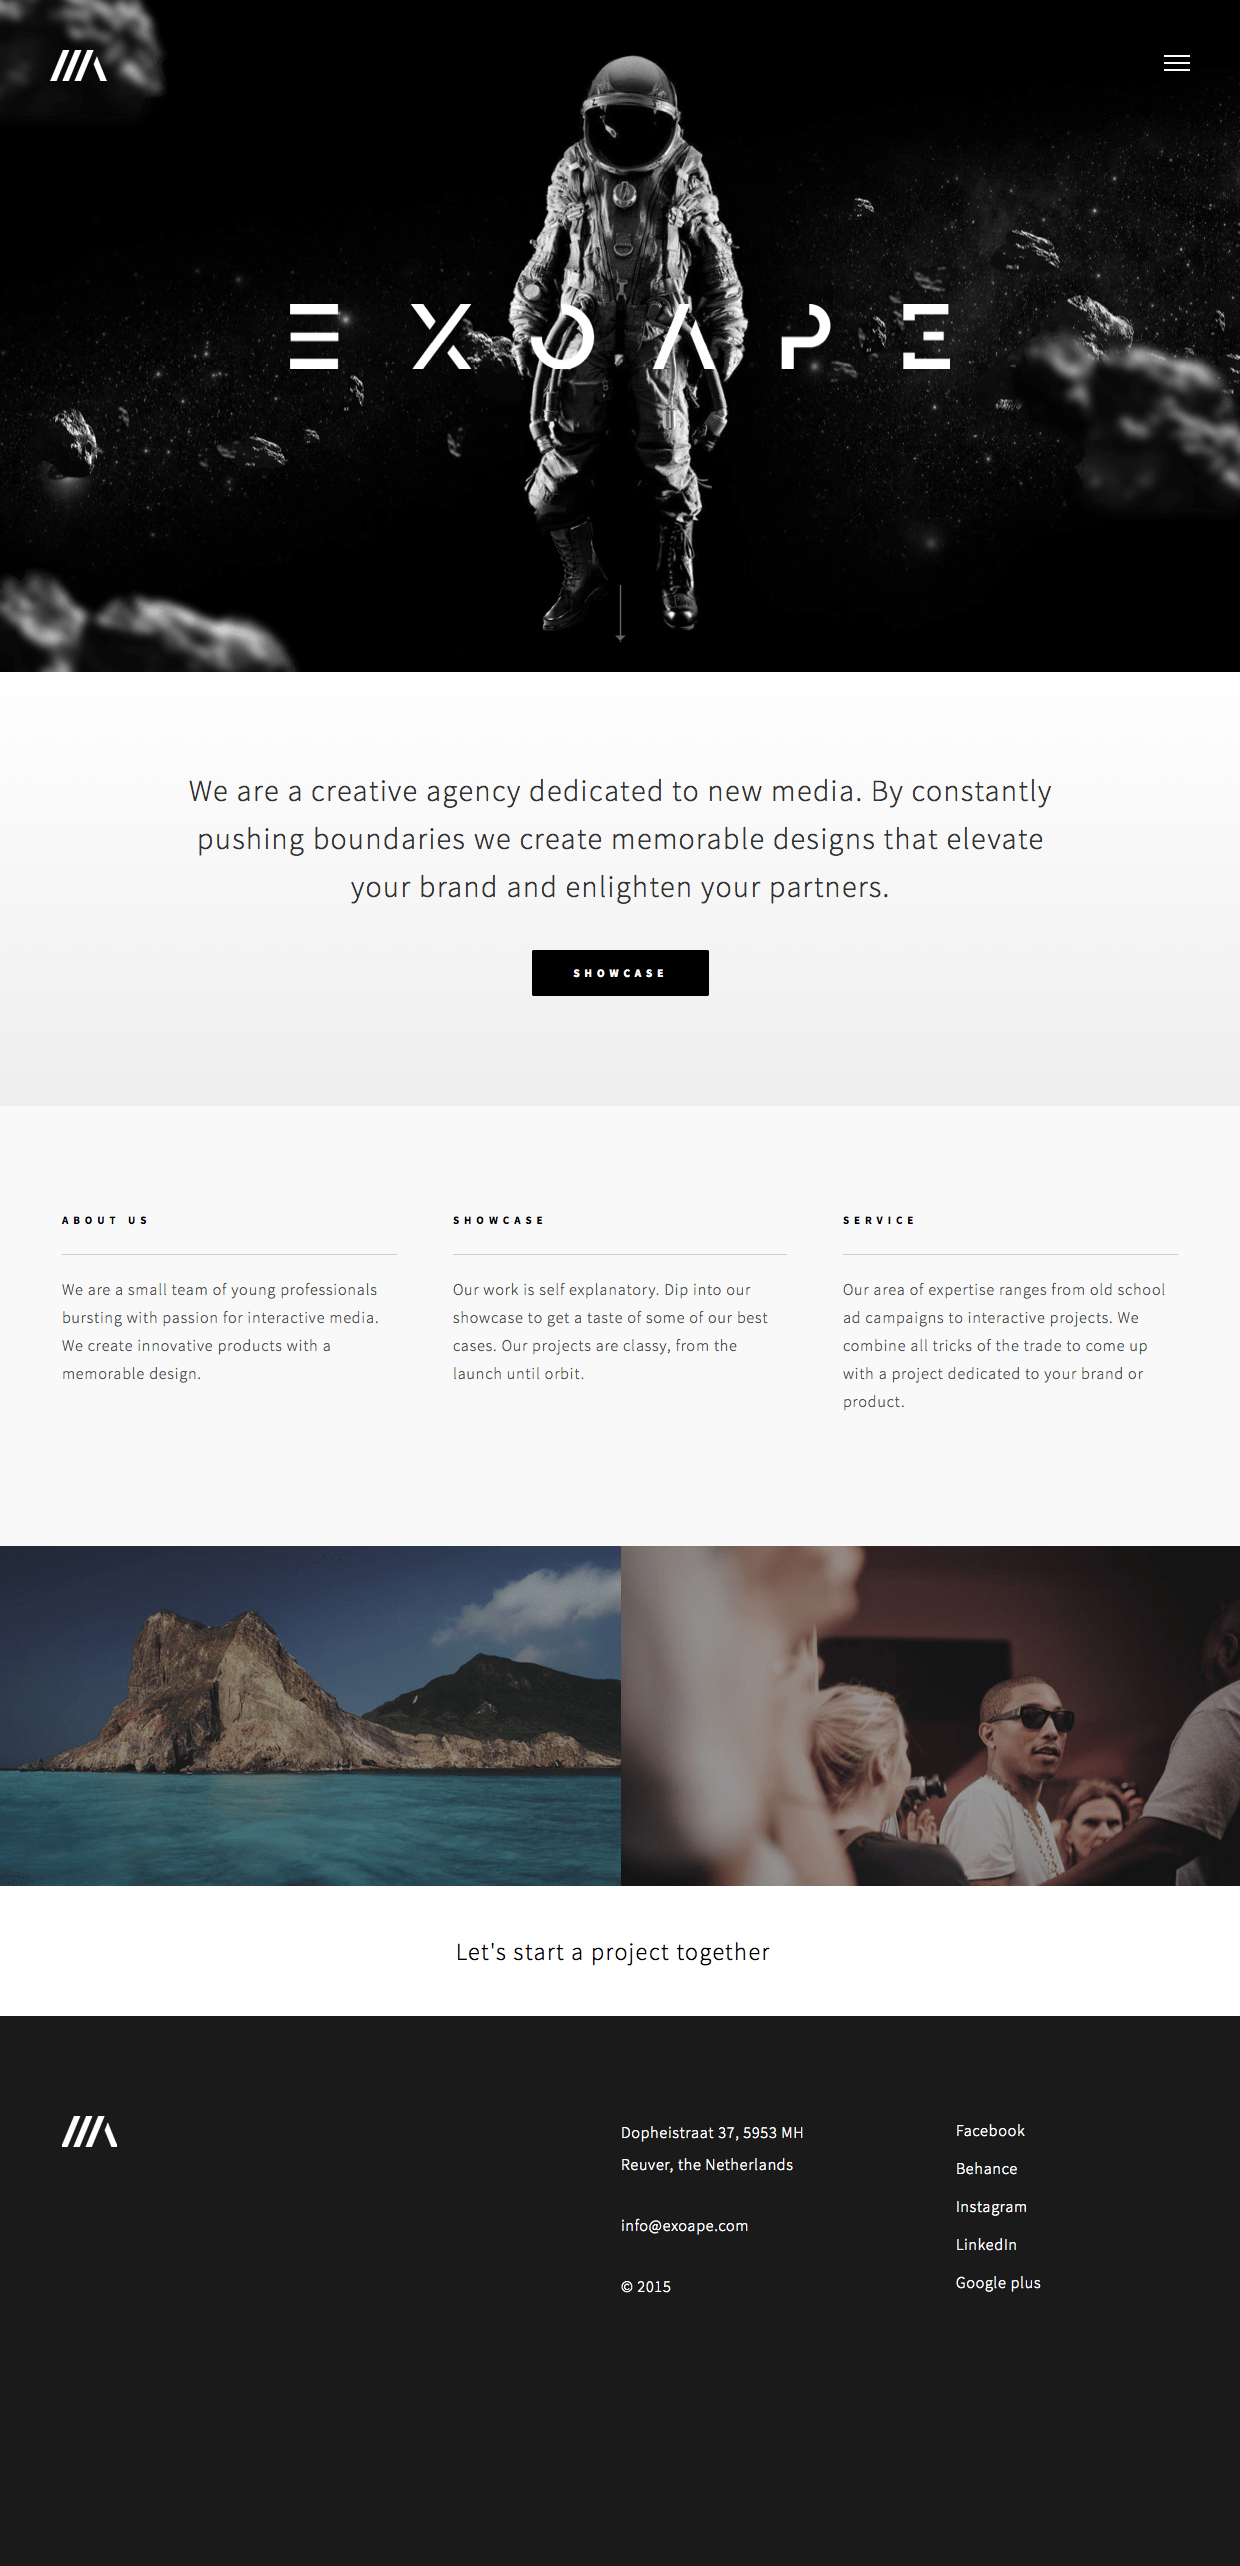 EXOAPE
We are a creative agency dedicated to new media. By constantly
pushing boundaries we create memorable designs that elevate
your brand and enlighten your partners.
SHOWCASE
ABOUT US
We are a small team of young professionals
bursting with passion for interactive media.
We create innovative products with a
memorable design.
SHOWCASE
Our work is self explanatory. Dip into our
showcase to get a taste of some of our best
cases. Our projects are classy, from the
launch until orbit.
SERVICE
Our area of expertise ranges from old school
ad campaigns to interactive projects. We
combine all tricks of the trade to come up
with a project dedicated to your brand or
product.
Let's start a project together
Dopheistraat 37, 5953 MH
Reuver, the Netherlands
info@exoape.com
© 2015
Facebook
Behance
Instagram
LinkedIn
Google plus